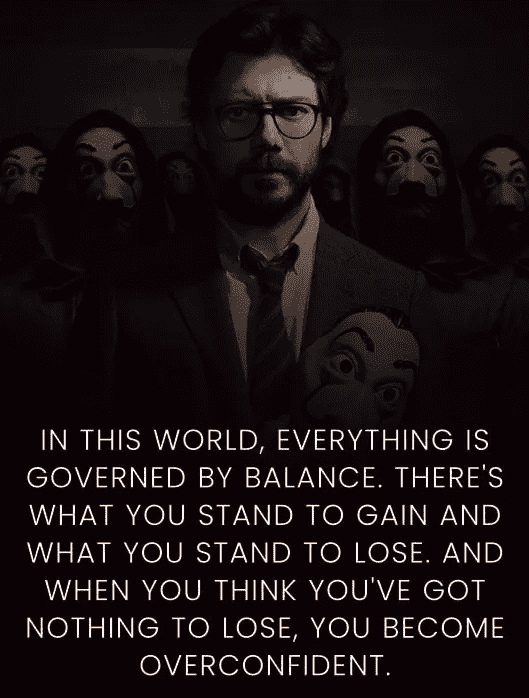 IN THIS WORLD, EVERYTHING IS
GOVERNED BY BALANCE. THERE'S
WHAT YOU STAND TO GAIN AND
WHAT YOU STAND TO LOSE. AND
WHEN YOU THINK YOU'VE GOT
NOTHING TO LOSE, YOU BECOME
OVERCONFIDENT.